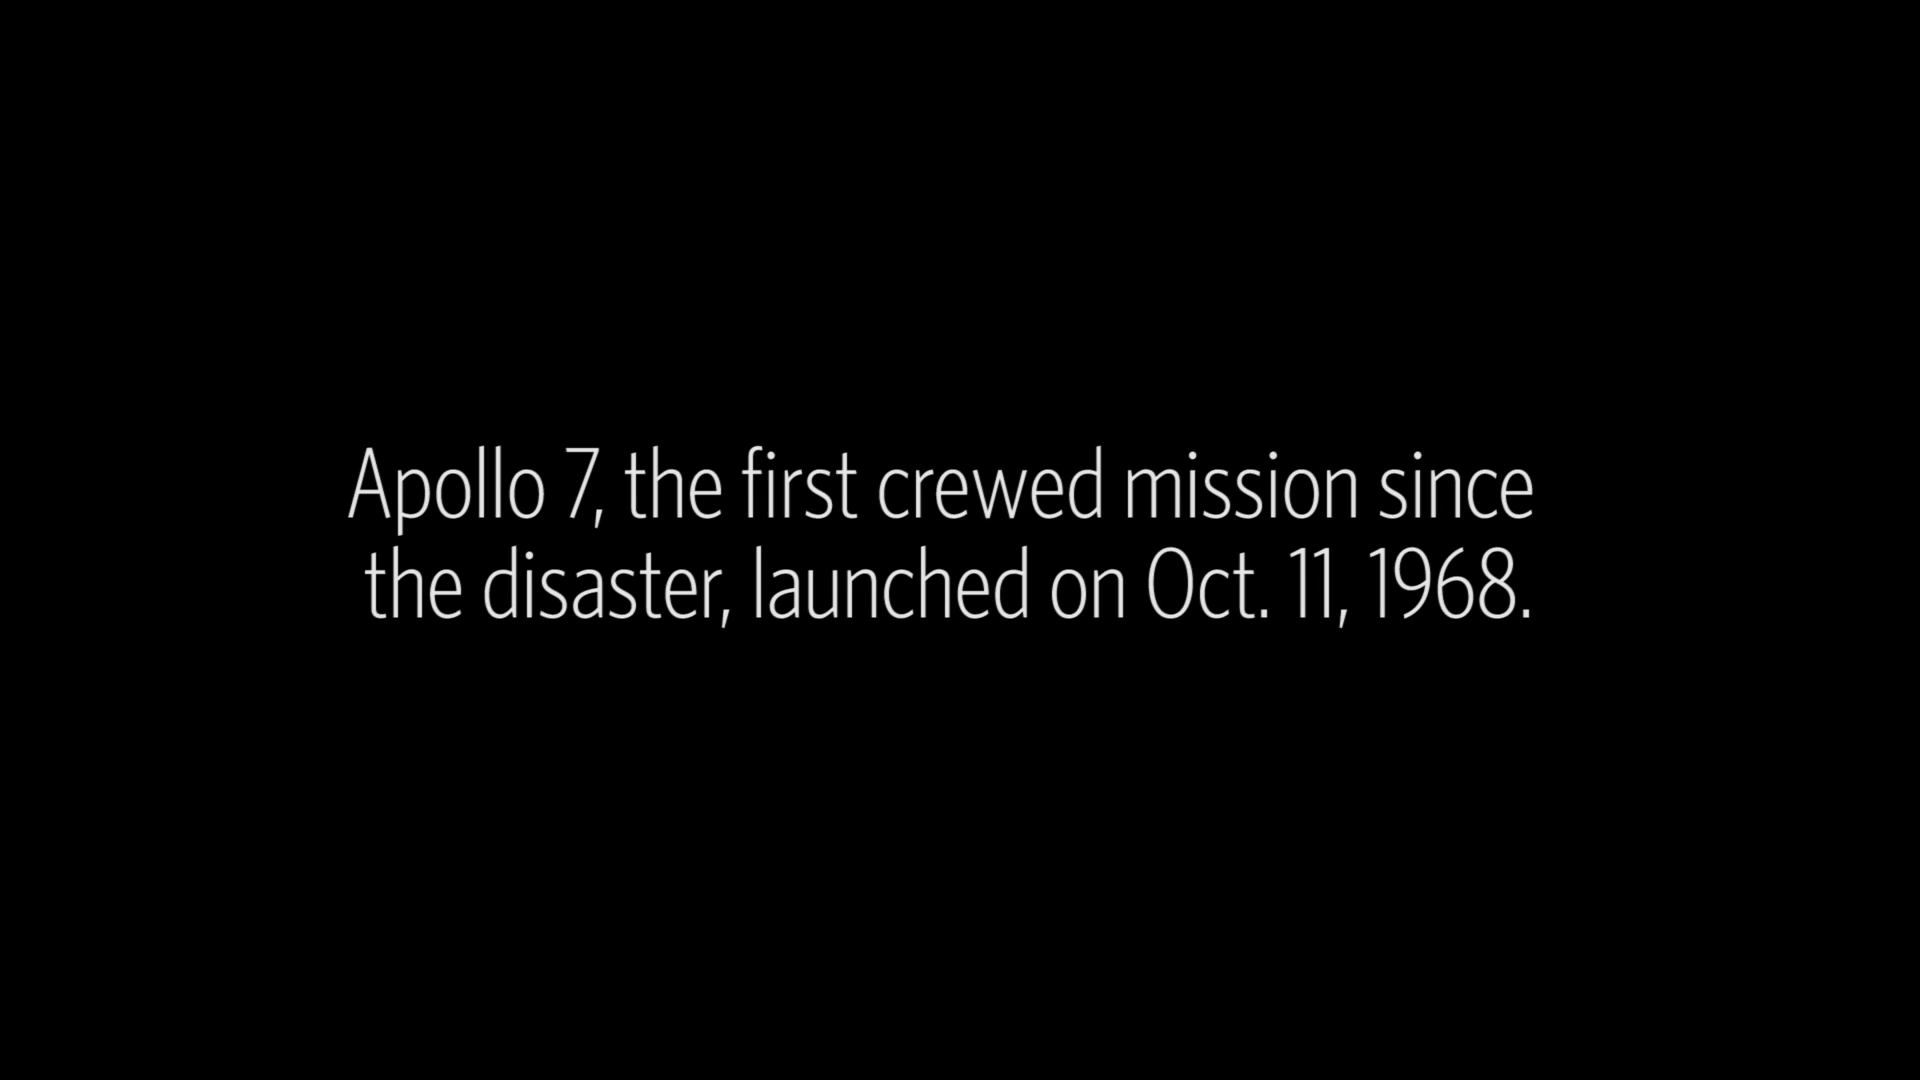 Apollo 7, the first crewed mission since
the disaster, launched on Oct. 11, 1968.